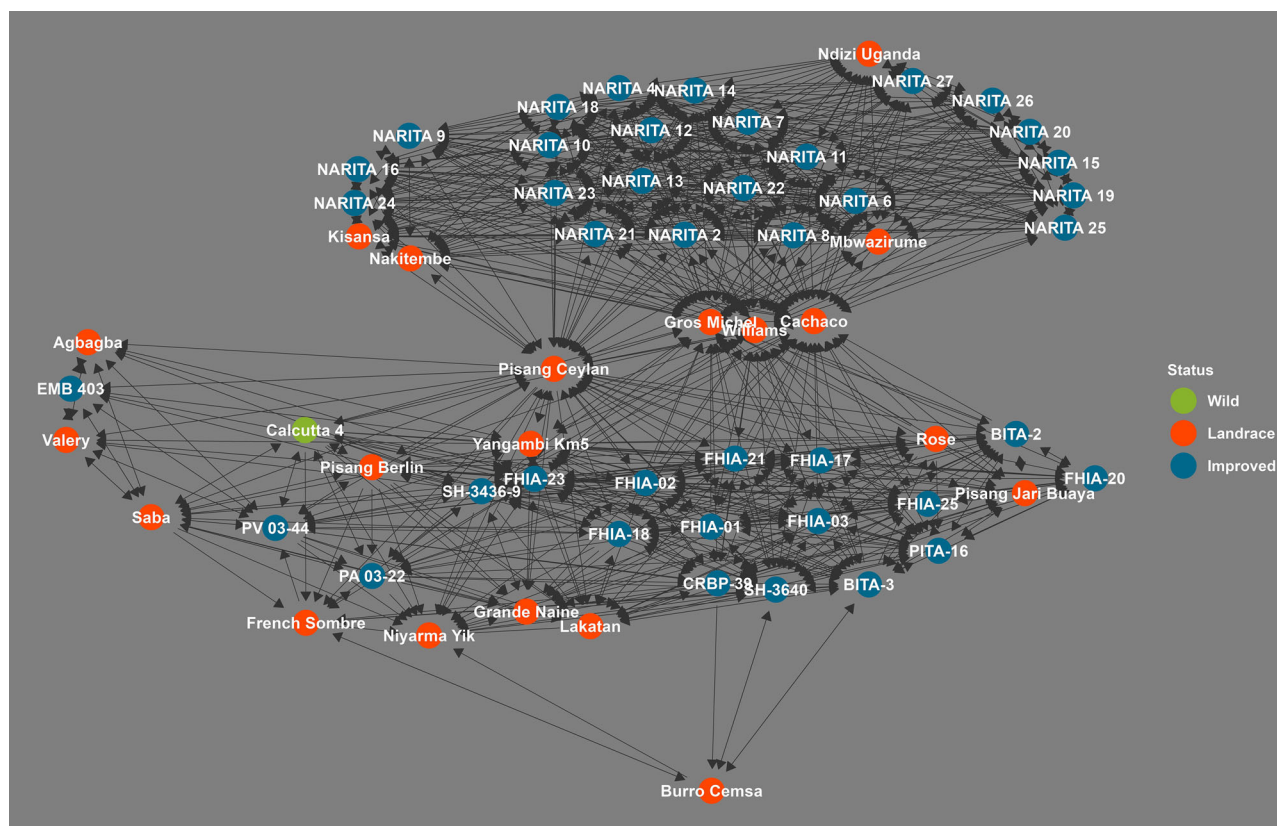 Ndizi Uganda
NARITA 27
NARITA 4
NARITA 14
NARITA 26
NARITA 18
NARITA 12
NARITA 7
NARITA 20
NARITA 9
NARITA 10
NARITA 11
NARITA 15
NARITA 16
NARITA 13
NARITA 23
NARITA 22
NARITA 19
NARITA 24
NARITA 6
NARITA 25
Kisansa
NARITA 21
NARITA 2
NARITA 8
Mbwazirume
Nakitembe
Gros Michel
Williams
Cachaco
Agbagba
Pisang Ceylan
Status
EMB 403
Wild
Calcutta 4
Landrace
Valery
Yangambi Km5
Rose
BITA-2
Improved
Pisang Berlin
FHIA-21
FHIA-17
FHIA-23
FHIA-02
FHIA-20
SH-3436-9
Pisang Jari Buaya
FHIA-25
Saba
PV 03-44
FHIA-18
FHIA-01
FHIA-03
PITA-16
PA 03-22
CRBP-39
SH-3640
BITA-3
French Sombre
Niyarma Yik
Grande Naine
Lakatan
Burro Cemsa